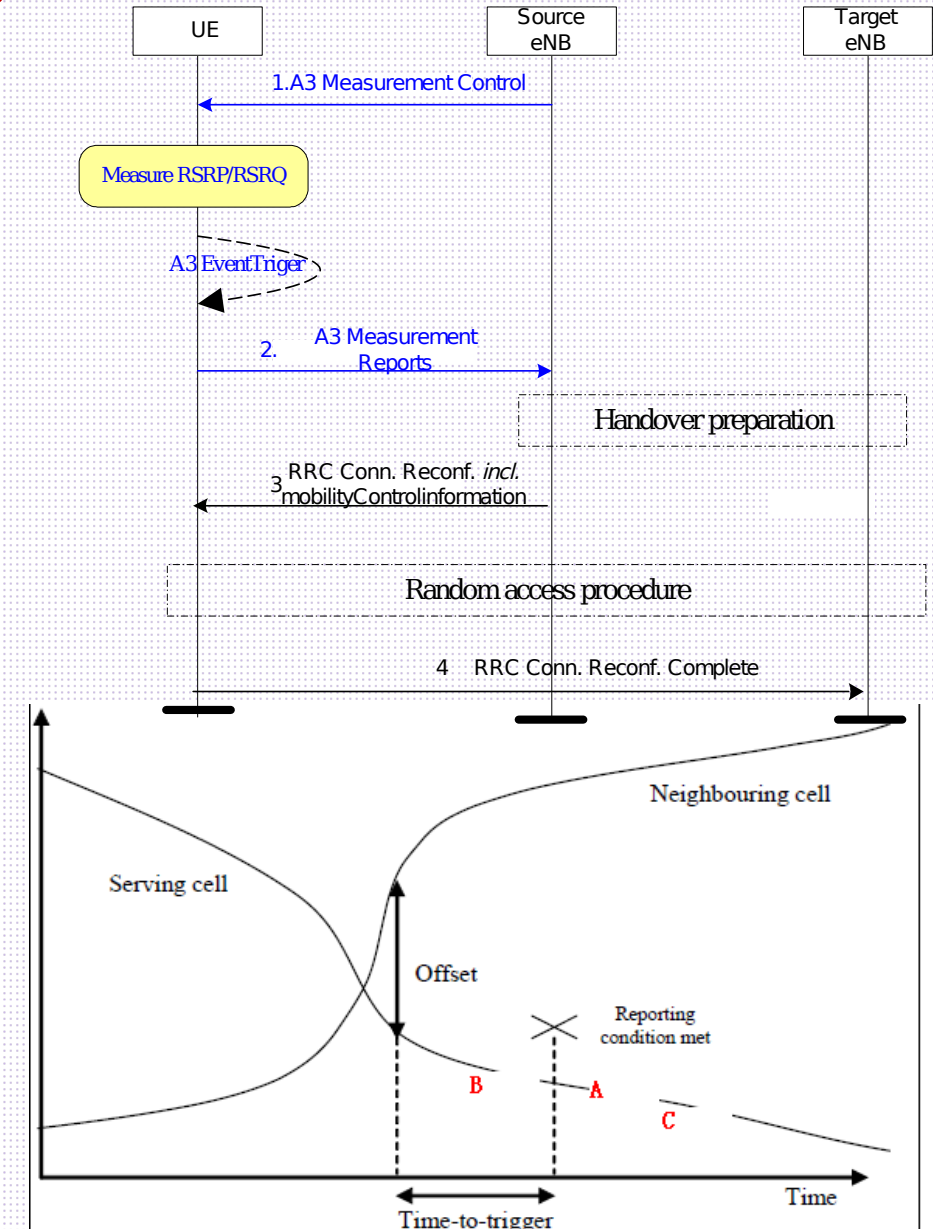 UE
Source
eNB
Target
eNB
1.A3 Measurement Control
Measure RSRP/RSRQ
A3 EventTriger
2. A3 Measurement
Reports
Handover preparation
3 RRC Conn. Reconf. incl.
mobilityControlinformation
Random access procedure
4 RRC Conn. Reconf. Complete
Neighbouring cell
Serving cell
Offset
Reporting
condition met
B
A
C
Time
Time-to-trigger